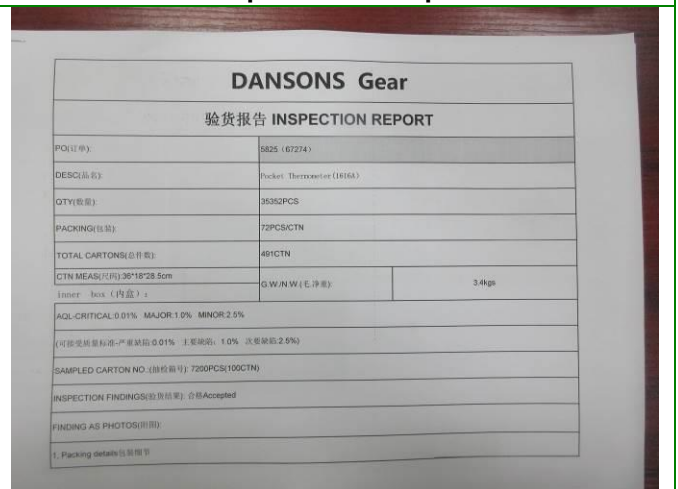 DANSONS Gear
验货报告 INSPECTION REPORT
PO(订单): 5825 (67274)
DESC(品名): Pocket Thermometer(1616A)
QTY(数量): 35352PCS
PACKING(包装): 72PCS/CTN
TOTAL CARTONS(总件数): 491CTN
CTN MEAS(尺码):36*18*28.5cm
G.W./N.W.(毛.净重): 3.4kgs
inner box (内盒) :
AQL-CRITICAL:0.01% MAJOR:1.0% MINOR:2.5%
(可接受质量标准-严重缺陷:0.01% 主要缺陷: 1.0% 次要缺陷:2.5%)
SAMPLED CARTON NO.:(抽检箱号): 7200PCS(100CTN)
INSPECTION FINDINGS(验货结果): 合格Accepted
FINDING AS PHOTOS(附图):
1. Packing details包装细节